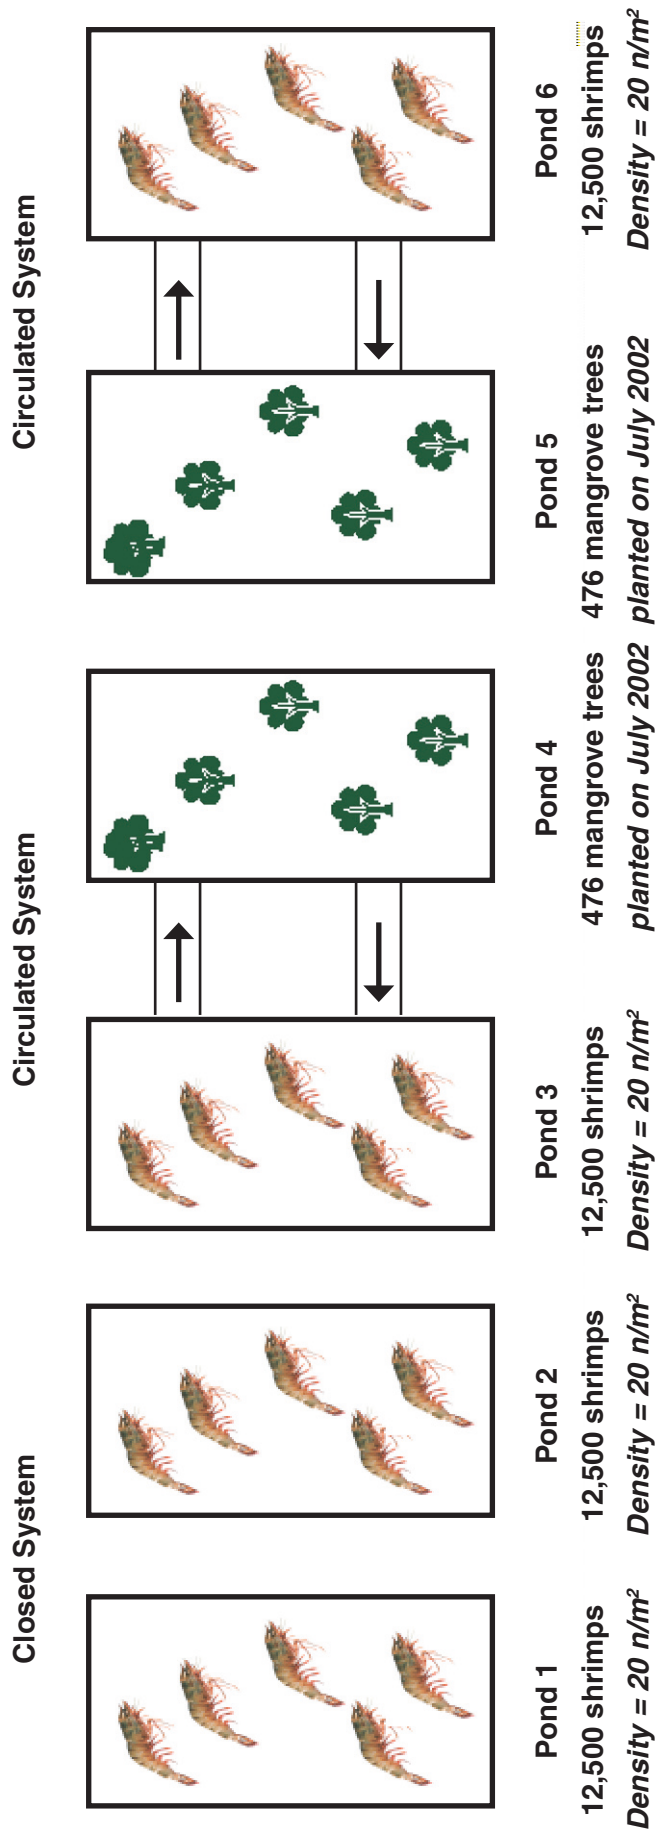 Closed System
Circulated System
Circulated System
Pond 1
12,500 shrimps
Density = 20 n/m²
Pond 2
12,500 shrimps
Density = 20 n/m²
Pond 3
12,500 shrimps
Density = 20 n/m²
Pond 4
476 mangrove trees
planted on July 2002
Pond 5
476 mangrove trees
planted on July 2002
Pond 6
12,500 shrimps
Density = 20 n/m²